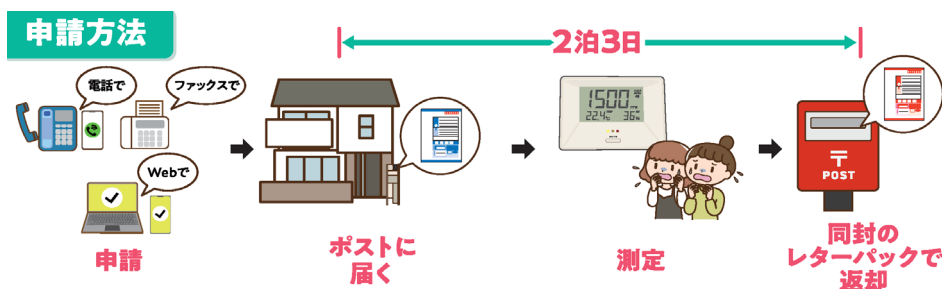 申請方法
2泊3日
電話で
ファックスで
Webで
申請
ポストに
届く
1500
22.4
36
測定
〒
POST
同封の
レターパックで
返却